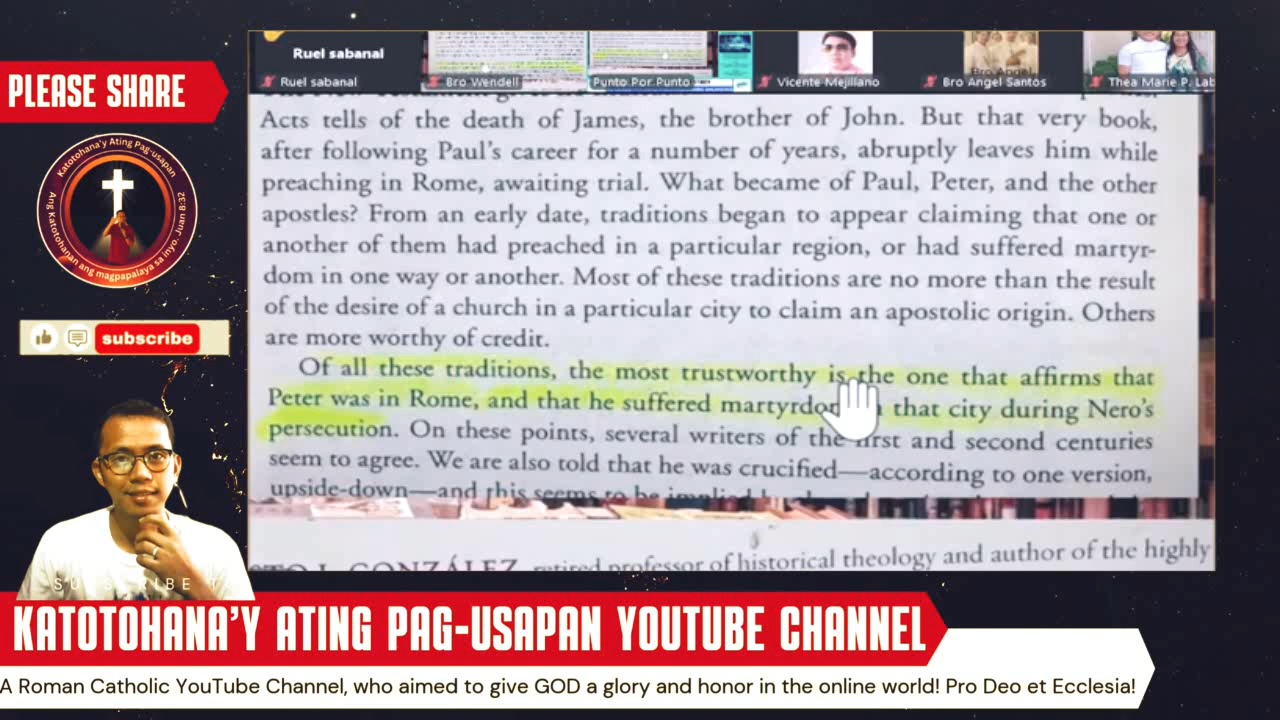 PLEASE SHARE
Katotohana'y Ating Pag-usapan
Ang Katotohanan ang magpapalaya sa inyo. Juan 8:32
subscribe
Ruel sabanal
Ruel sabanal
Bro Wendell
Punto Por Punto
Vicente Mejillano
Bro Angel Santos
Thea Marie P. Lab
Acts tells of the death of James, the brother of John. But that very book,
after following Paul's career for a number of years, abruptly leaves him while
preaching in Rome, awaiting trial. What became of Paul, Peter, and the other
apostles? From an early date, traditions began to appear claiming that one or
another of them had preached in a particular region, or had suffered martyr-
dom in one way or another. Most of these traditions are no more than the result
of the desire of a church in a particular city to claim an apostolic origin. Others
are more worthy of credit.
Of all these traditions, the most trustworthy is the one that affirms that
Peter was in Rome, and that he suffered martyrdo that city during Nero's
persecution. On these points, several writers of the first and second centuries
seem to agree. We are also told that he was crucified—according to one version,
upside-down—and this seems to be implied
GONZÁLEZ, retired professor of historical theology and author of the highly
SUBSCRIBE
KATOTOHANA'Y ATING PAG-USAPAN YOUTUBE CHANNEL
A Roman Catholic YouTube Channel, who aimed to give GOD a glory and honor in the online world! Pro Deo et Ecclesia!